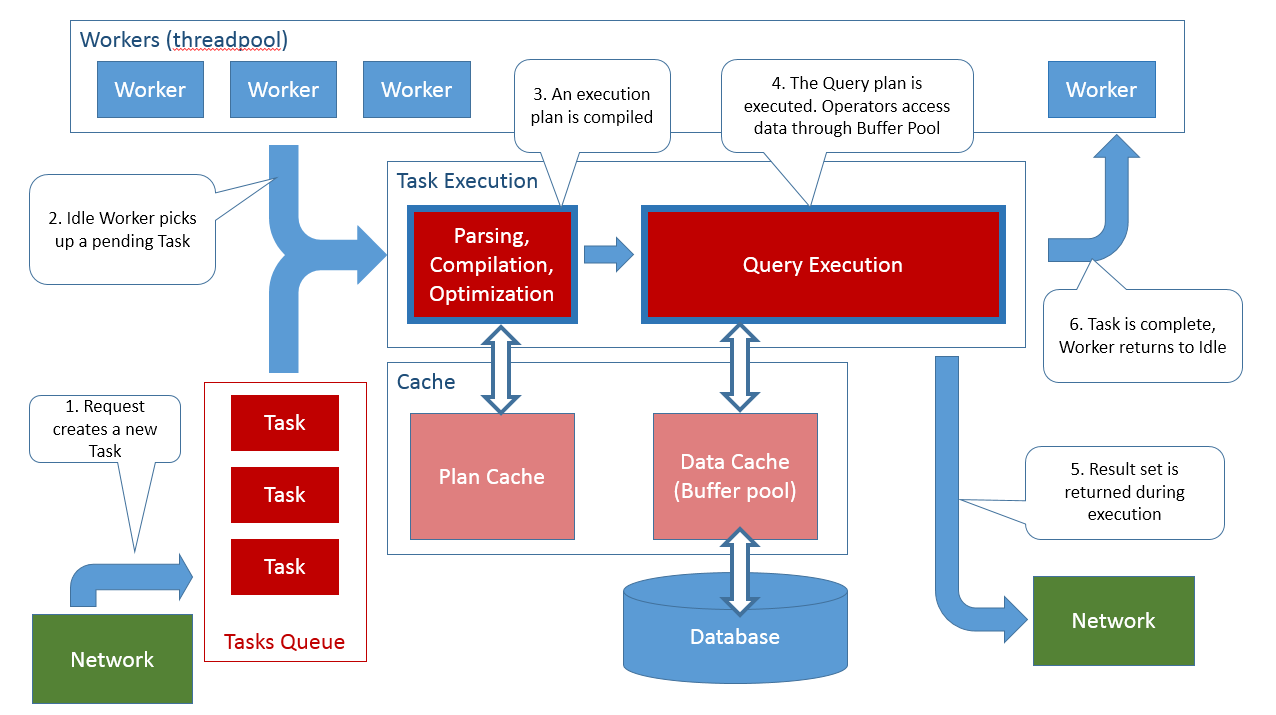 Workers (threadpool)
Worker
Worker
Worker
Worker
3. An execution
plan is compiled
4. The Query plan is
executed. Operators access
data through Buffer Pool
2. Idle Worker picks
up a pending Task
Task Execution
Parsing,
Compilation,
Optimization
Query Execution
6. Task is complete,
Worker returns to Idle
1. Request
creates a new
Task
Task
Task
Task
Tasks Queue
Cache
Plan Cache
Data Cache
(Buffer pool)
5. Result set is
returned during
execution
Network
Database
Network